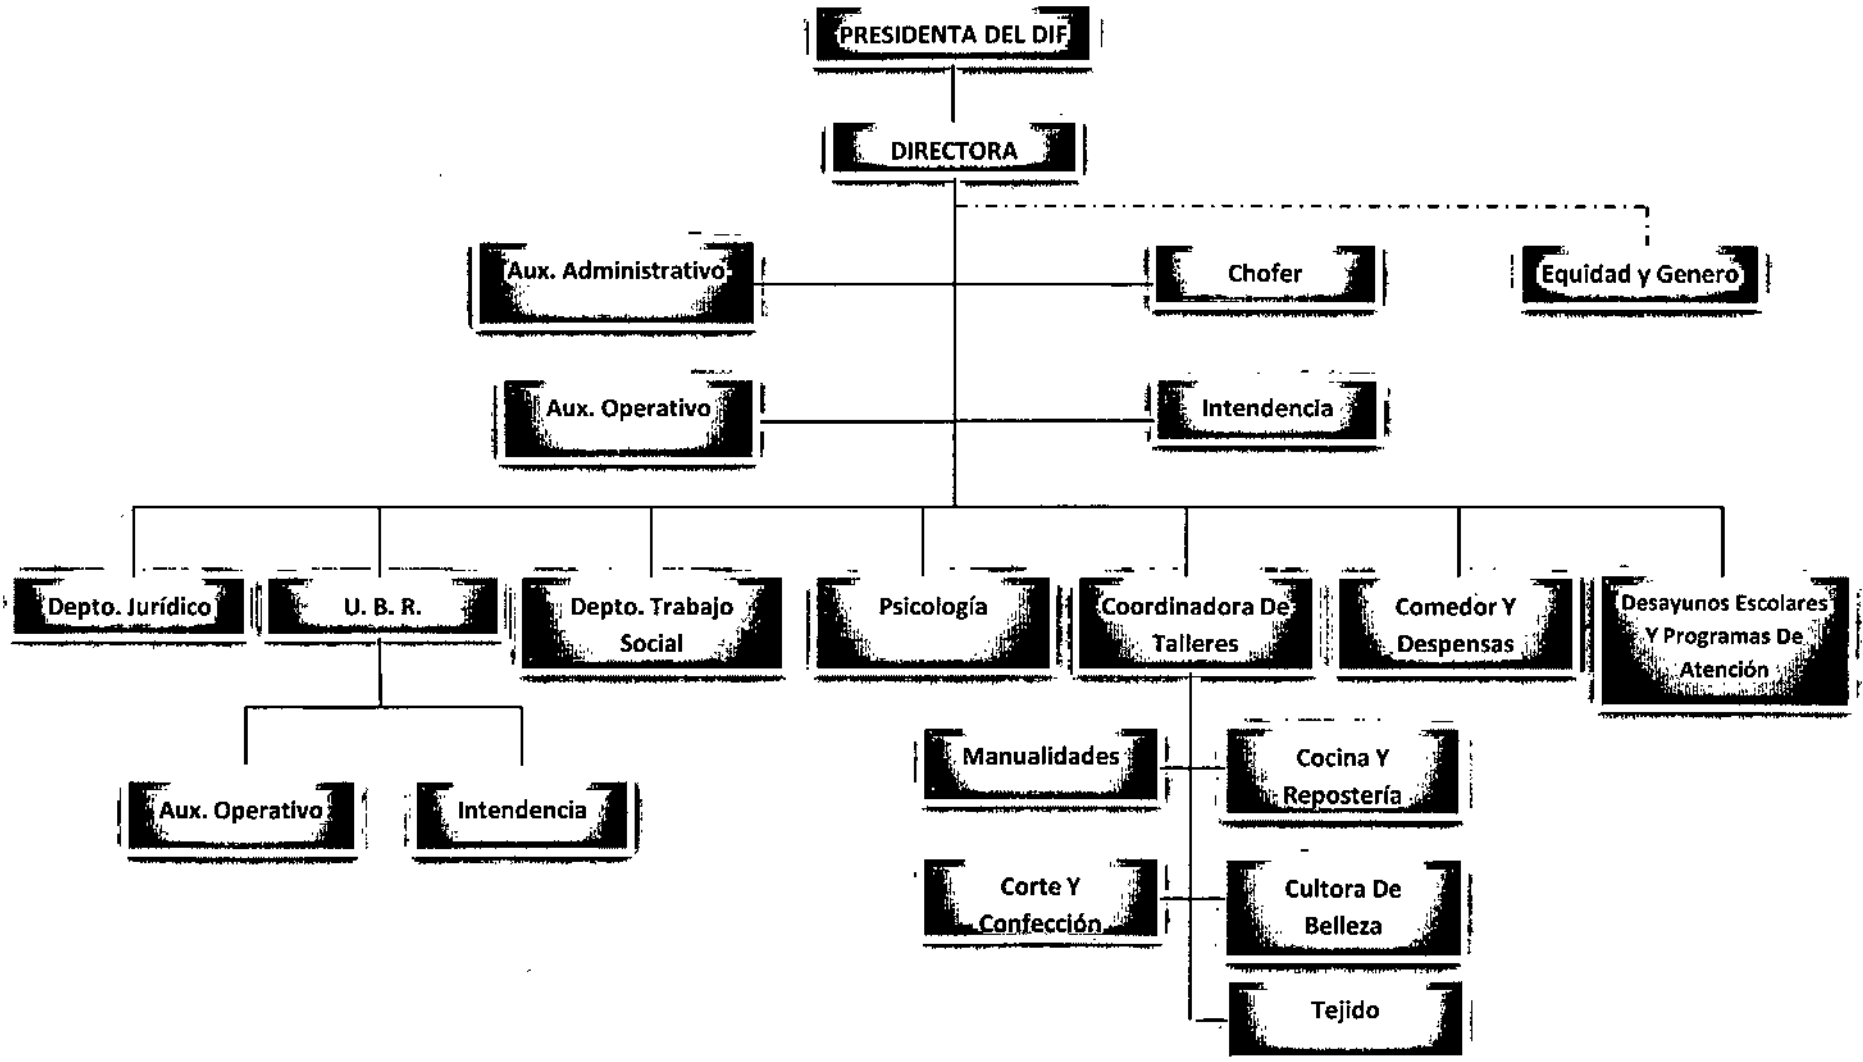 PRESIDENTA DEL DIF
DIRECTORA
Aux. Administrativo
Chofer
Equidad y Genero
Aux. Operativo
Intendencia
Depto. Jurídico
U. B. R.
Depto. Trabajo
Social
Psicología
Coordinadora De
Talleres
Comedor Y
Despensas
Desayunos Escolares
Y Programas De
Atención
Manualidades
Cocina Y
Repostería
Aux. Operativo
Intendencia
Corte Y
Confección
Cultora De
Belleza
Tejido